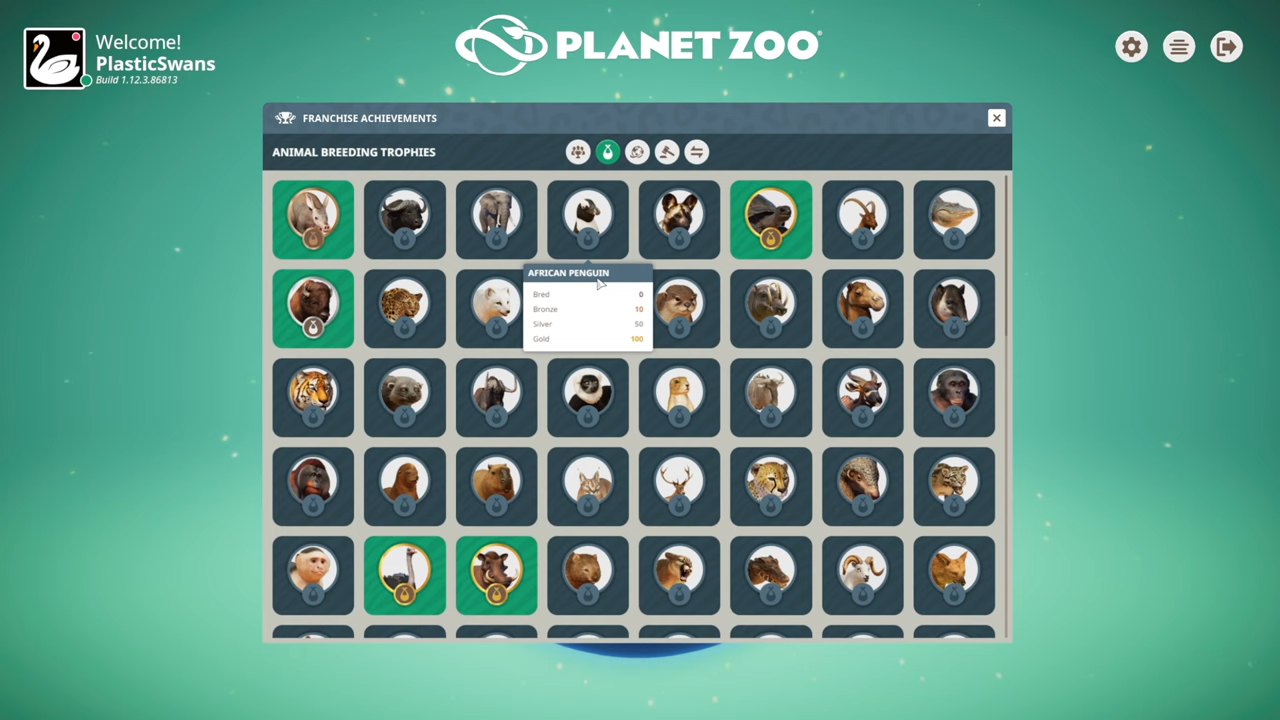 Welcome!
PlasticSwans
Build 1.12.3.86813
PLANET ZOO
FRANCHISE ACHIEVEMENTS
ANIMAL BREEDING TROPHIES
AFRICAN PENGUIN
Bred 0
Bronze 10
Silver 50
Gold 100